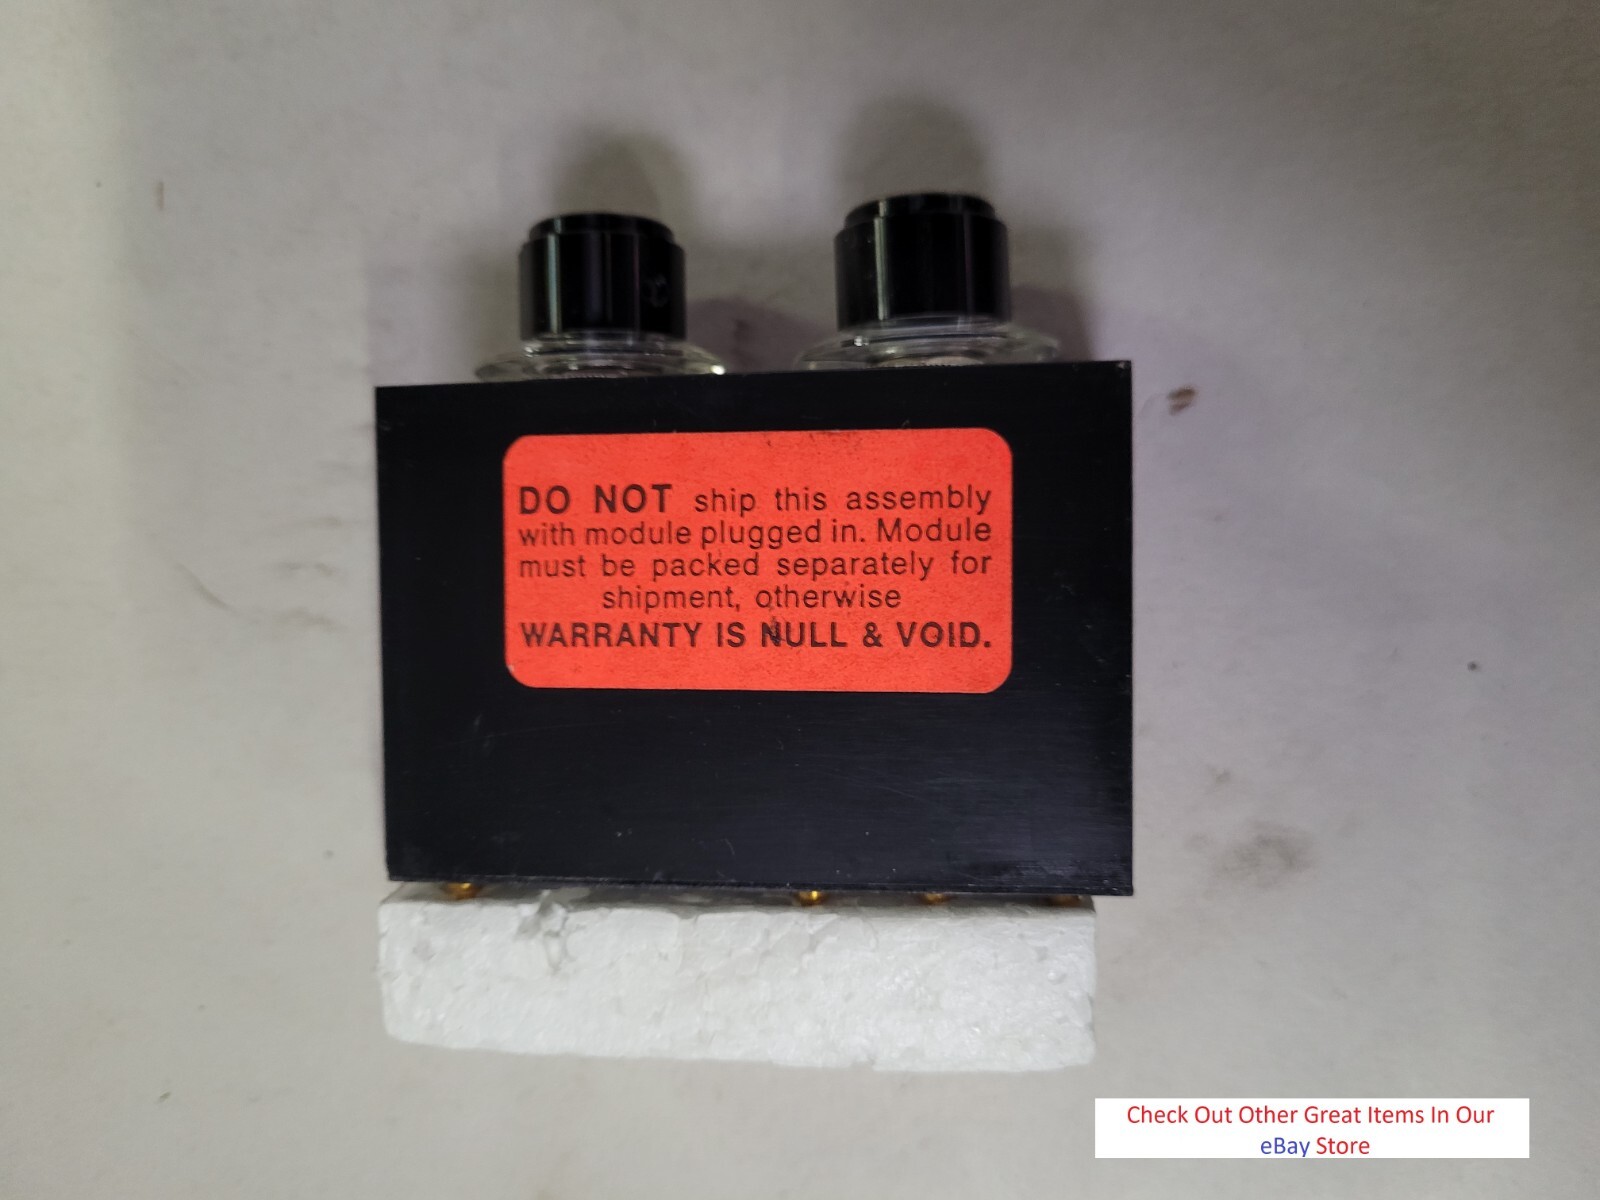 DO NOT ship this assembly
with module plugged in. Module
must be packed separately for
shipment, otherwise
WARRANTY IS NULL & VOID.
Check Out Other Great Items In Our
eBay Store